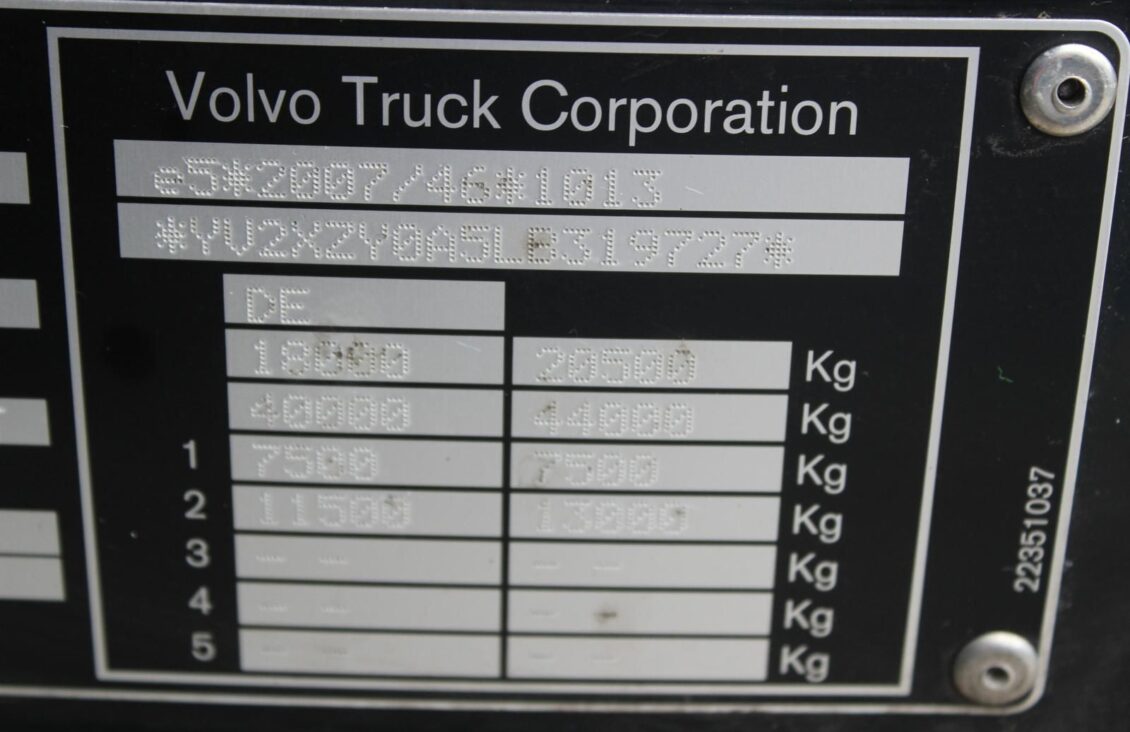 Volvo Truck Corporation
e5*2007/46*1013
*YV2XZY0A5LB319727*
DE
18000 20500 Kg
40000 44000 Kg
1 7500 7500 Kg
2 11500 13000 Kg
3 -- -- -- -- Kg
4 -- -- -- -- Kg
5 -- -- -- -- Kg
22351037